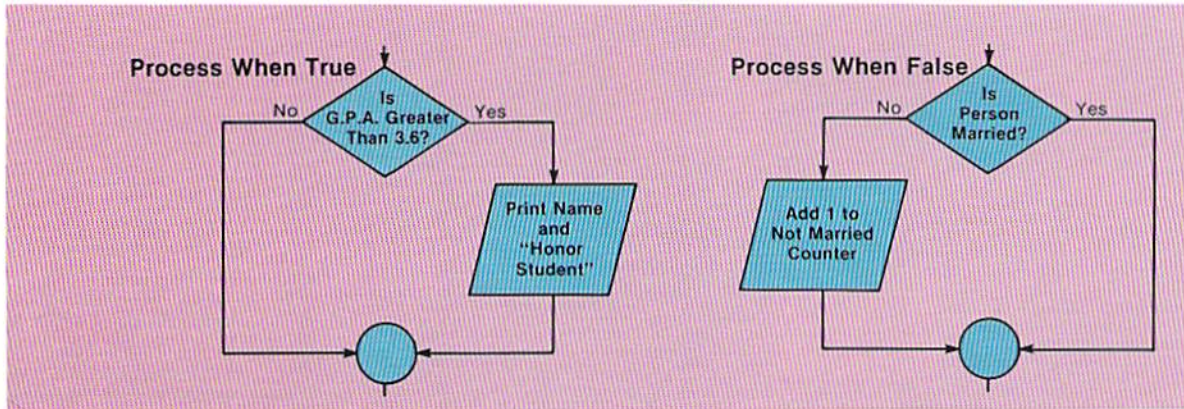 Process When True
No
Is
G.P.A. Greater
Than 3.6?
Yes
Print Name
and
“Honor
Student”
Process When False
No
Is
Person
Married?
Yes
Add 1 to
Not Married
Counter